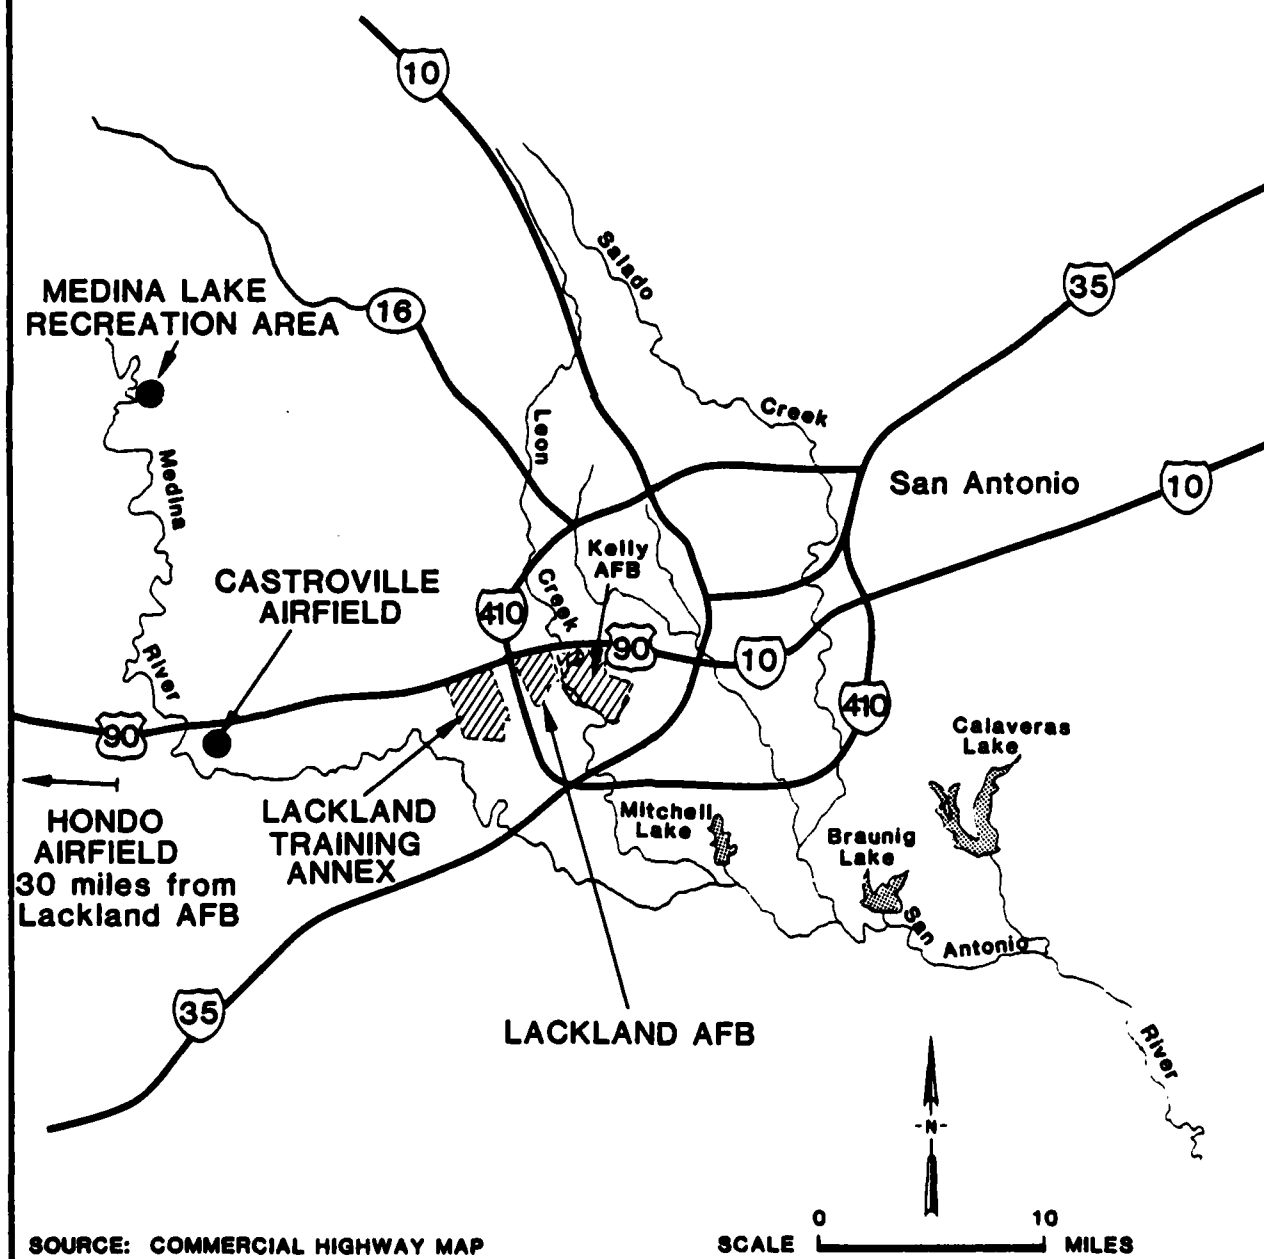 10
Salado
35
MEDINA LAKE
RECREATION AREA
16
Creek
Leon
Medina
San Antonio
10
Kelly
AFB
CASTROVILLE
AIRFIELD
Creek
410
90
10
River
410
90
Calaveras
Lake
HONDO
AIRFIELD
30 miles from
Lackland AFB
LACKLAND
TRAINING
ANNEX
Mitchell
Lake
Braunig
Lake
San
Antonio
River
35
LACKLAND AFB
-N-
0 10
SCALE MILES
SOURCE: COMMERCIAL HIGHWAY MAP